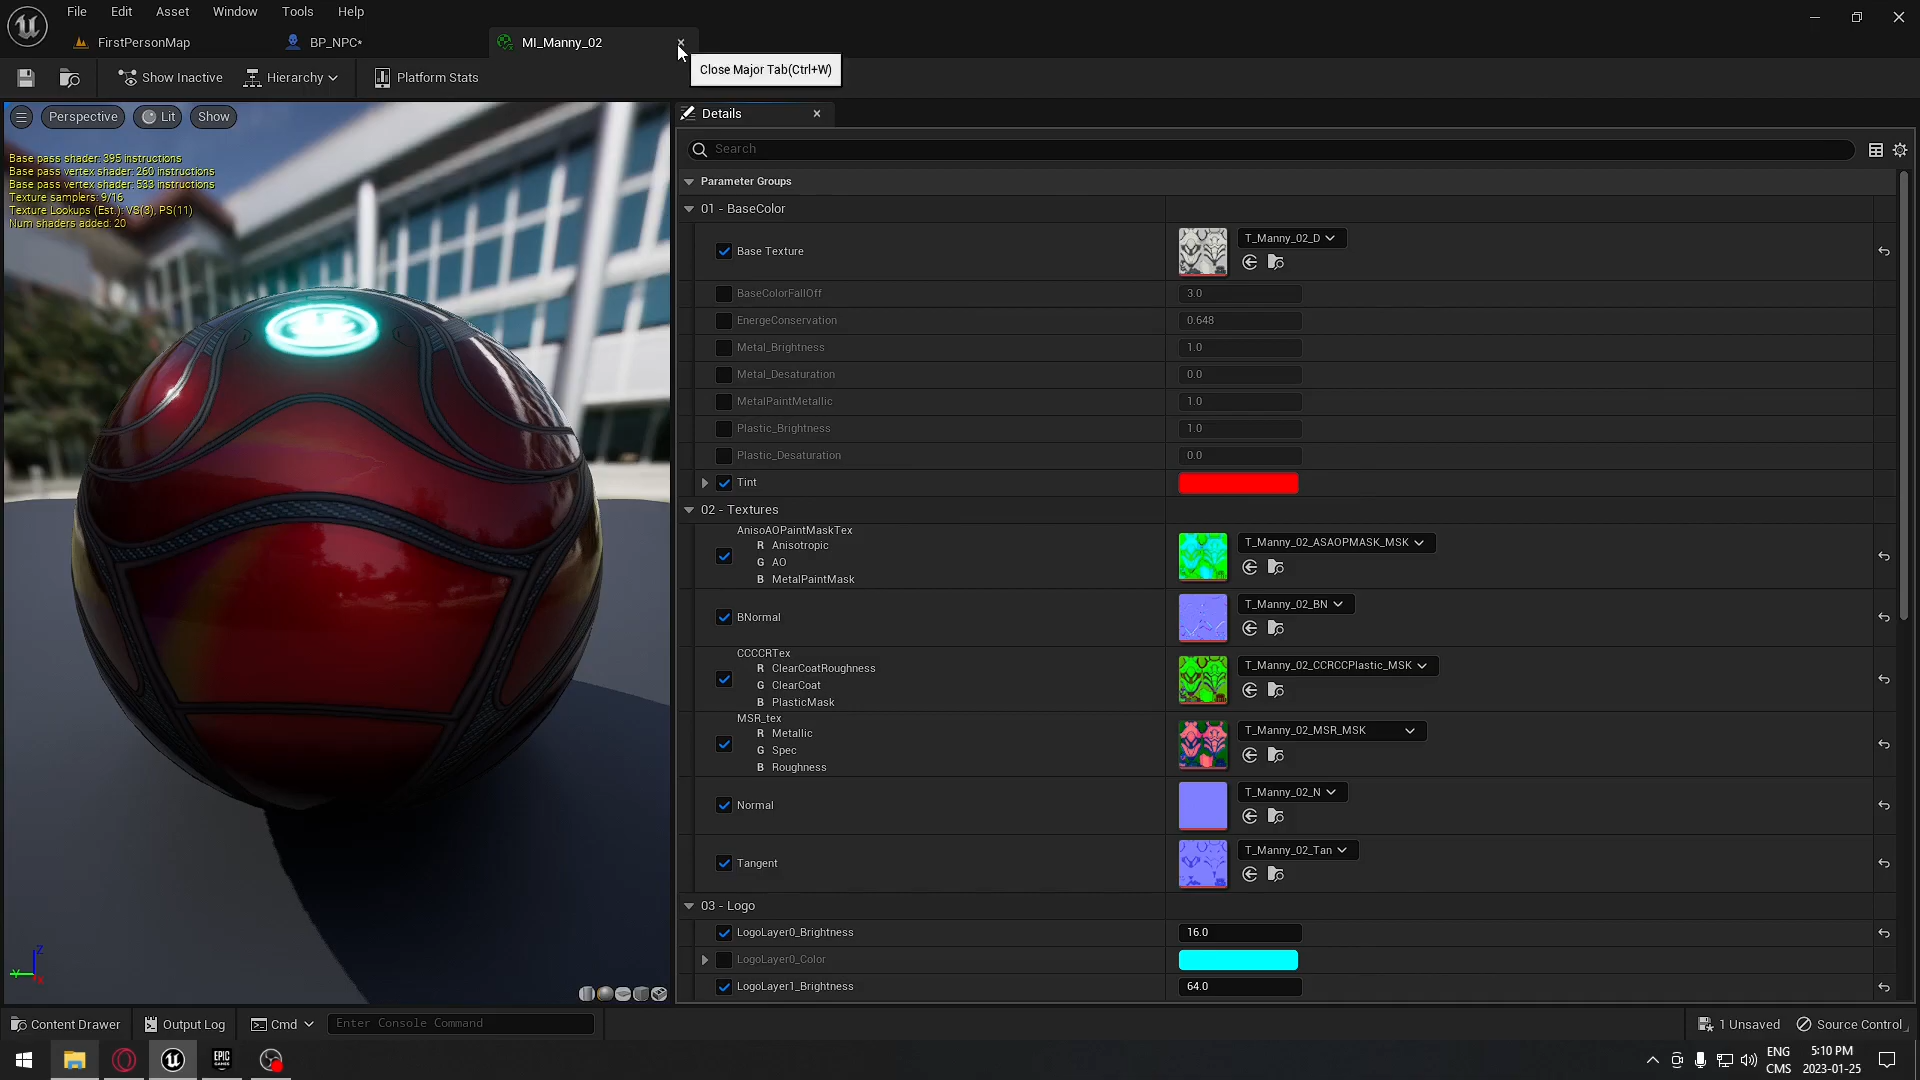 File Edit Asset Window Tools Help
FirstPersonMap BP_NPC* MI_Manny_02
Close Major Tab(Ctrl+W)
Show Inactive Hierarchy Platform Stats
Perspective Lit Show
Base pass shader: 395 instructions
Base pass vertex shader: 260 instructions
Base pass vertex shader: 533 instructions
Texture samplers: 9/16
Texture Lookups (Est.): VS(3), PS(11)
Num shaders added: 20
Details
Search
Parameter Groups
01 - BaseColor
Base Texture T_Manny_02_D
BaseColorFallOff 3.0
EnergeConservation 0.648
Metal_Brightness 1.0
Metal_Desaturation 0.0
MetalPaintMetallic 1.0
Plastic_Brightness 1.0
Plastic_Desaturation 0.0
Tint
02 - Textures
AnisoAOPaintMaskTex T_Manny_02_ASAOPMASK_MSK
R Anisotropic
G AO
B MetalPaintMask
BNormal T_Manny_02_BN
CCCCRTex T_Manny_02_CCRCCPlastic_MSK
R ClearCoatRoughness
G ClearCoat
B PlasticMask
MSR_tex T_Manny_02_MSR_MSK
R Metallic
G Spec
B Roughness
Normal T_Manny_02_N
Tangent T_Manny_02_Tan
03 - Logo
LogoLayer0_Brightness 16.0
LogoLayer0_Color
LogoLayer1_Brightness 64.0
Z
Y
X
Content Drawer Output Log Cmd Enter Console Command 1 Unsaved Source Control
EPIC GAMES
ENG 5:10 PM
CMS 2023-01-25